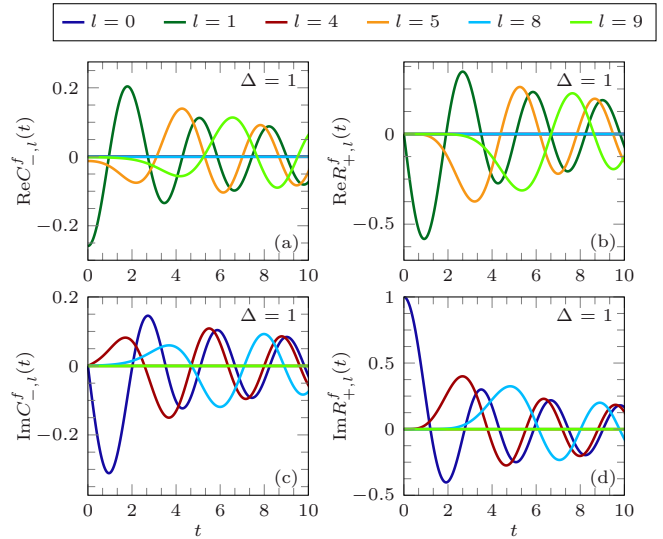 l = 0 l = 1 l = 4 l = 5 l = 8 l = 9
Δ = 1
0.2
0
−0.2
ReC^f_{−,l}(t)
(a)
0 2 4 6 8 10
Δ = 1
0
−0.5
ReR^f_{+,l}(t)
(b)
0 2 4 6 8 10
Δ = 1
0.2
0
−0.2
ImC^f_{−,l}(t)
(c)
0 2 4 6 8 10
t
Δ = 1
1
0.5
0
−0.5
ImR^f_{+,l}(t)
(d)
0 2 4 6 8 10
t